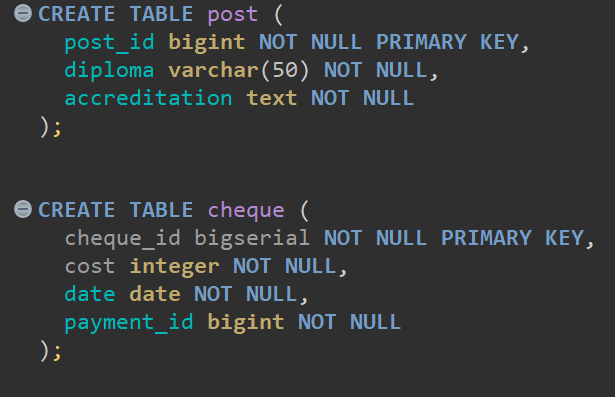 CREATE TABLE post (
post_id bigint NOT NULL PRIMARY KEY,
diploma varchar(50) NOT NULL,
accreditation text NOT NULL
);
CREATE TABLE cheque (
cheque_id bigserial NOT NULL PRIMARY KEY,
cost integer NOT NULL,
date date NOT NULL,
payment_id bigint NOT NULL
);